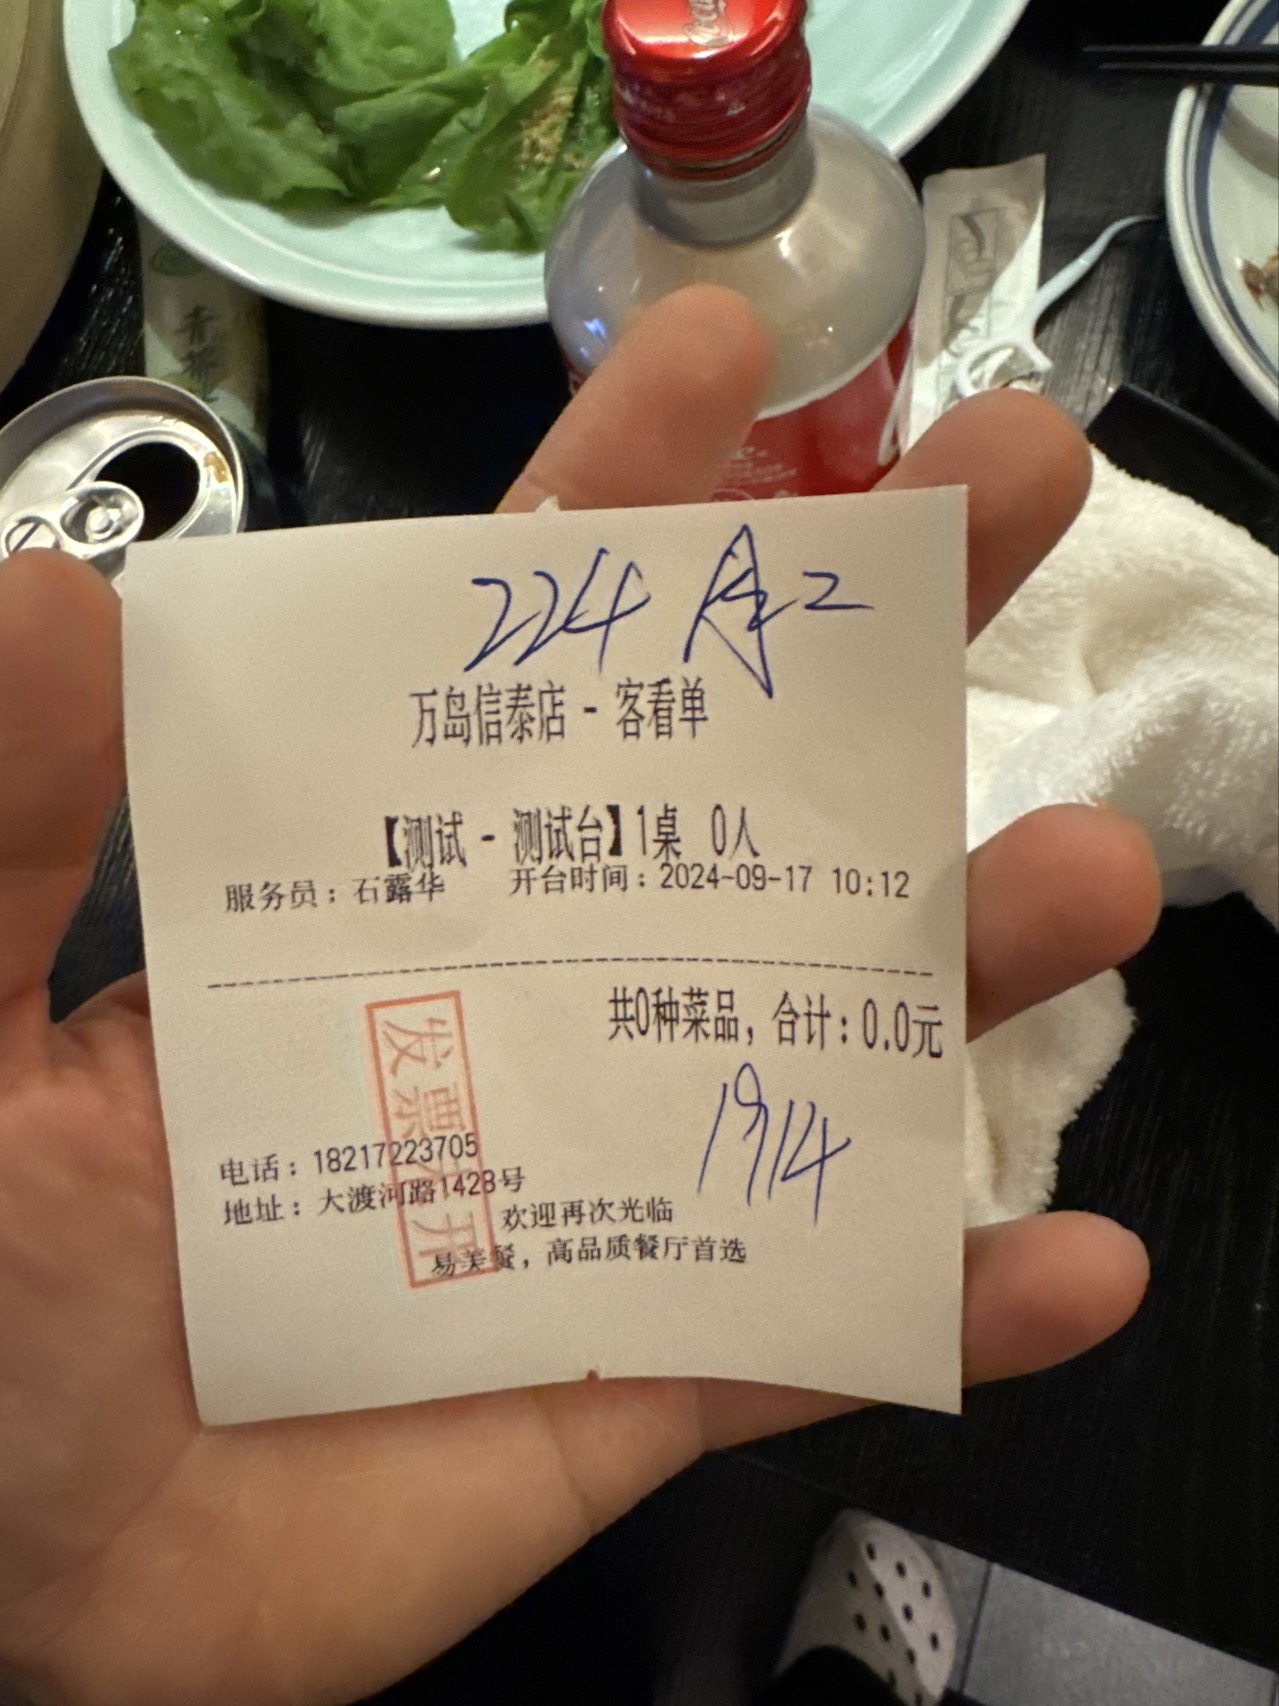 224
万岛信泰店 - 客看单
【测试 - 测试台】1桌 0人
服务员：石露华 开台时间：2024-09-17 10:12
共0种菜品，合计：0.0元
1914
发票未开
电话：18217223705
地址：大渡河路1428号
欢迎再次光临
易美餐，高品质餐厅首选